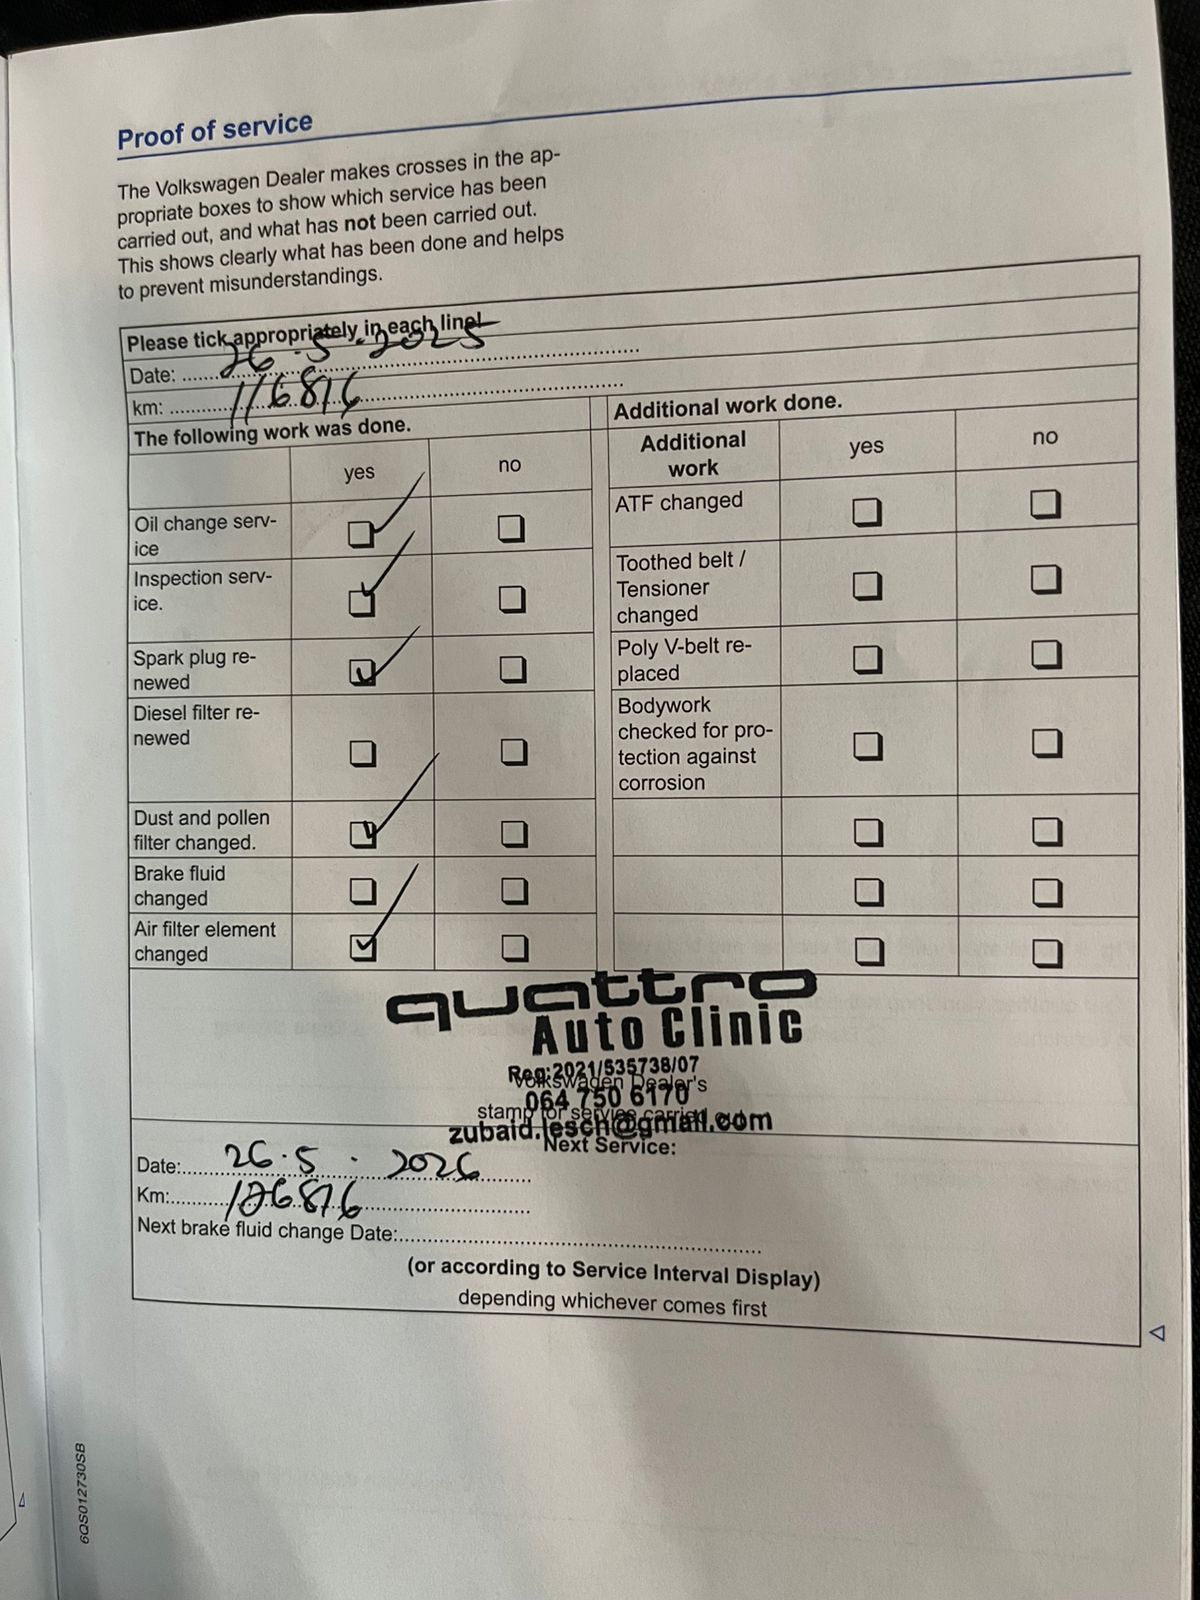 Proof of service
The Volkswagen Dealer makes crosses in the ap-
propriate boxes to show which service has been
carried out, and what has not been carried out.
This shows clearly what has been done and helps
to prevent misunderstandings.
Please tick appropriately in each line!
Date: 26.5.2025
km: 116876
The following work was done.
yes no
Oil change serv-
ice
Inspection serv-
ice.
Spark plug re-
newed
Diesel filter re-
newed
Dust and pollen
filter changed.
Brake fluid
changed
Air filter element
changed
Additional work done.
Additional
work
yes no
ATF changed
Toothed belt /
Tensioner
changed
Poly V-belt re-
placed
Bodywork
checked for pro-
tection against
corrosion
quattro
Auto Clinic
Reg:2021/535738/07
Volkswagen Dealer's
064 750 6170
stamp for service carried out
zubaid.lesch@gmail.com
Next Service:
Date: 26.5.2026
Km: 126876
Next brake fluid change Date:
(or according to Service Interval Display)
depending whichever comes first
6QS012730SB